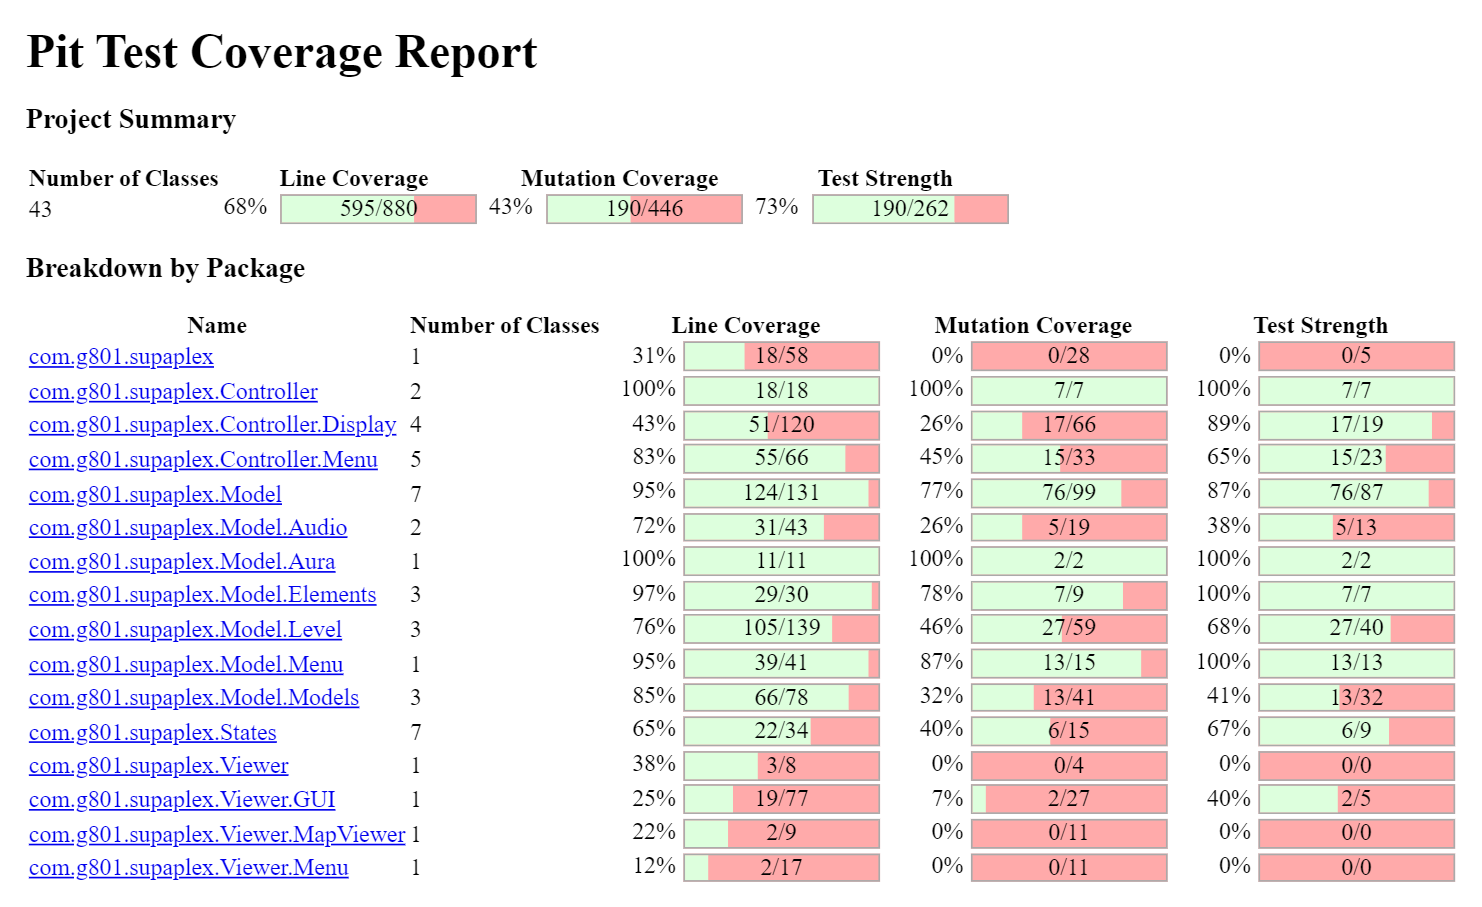 Pit Test Coverage Report
Project Summary
Number of Classes Line Coverage Mutation Coverage Test Strength
43 68% 595/880 43% 190/446 73% 190/262
Breakdown by Package
Name Number of Classes Line Coverage Mutation Coverage Test Strength
com.g801.supaplex 1 31% 18/58 0% 0/28 0% 0/5
com.g801.supaplex.Controller 2 100% 18/18 100% 7/7 100% 7/7
com.g801.supaplex.Controller.Display 4 43% 51/120 26% 17/66 89% 17/19
com.g801.supaplex.Controller.Menu 5 83% 55/66 45% 15/33 65% 15/23
com.g801.supaplex.Model 7 95% 124/131 77% 76/99 87% 76/87
com.g801.supaplex.Model.Audio 2 72% 31/43 26% 5/19 38% 5/13
com.g801.supaplex.Model.Aura 1 100% 11/11 100% 2/2 100% 2/2
com.g801.supaplex.Model.Elements 3 97% 29/30 78% 7/9 100% 7/7
com.g801.supaplex.Model.Level 3 76% 105/139 46% 27/59 68% 27/40
com.g801.supaplex.Model.Menu 1 95% 39/41 87% 13/15 100% 13/13
com.g801.supaplex.Model.Models 3 85% 66/78 32% 13/41 41% 13/32
com.g801.supaplex.States 7 65% 22/34 40% 6/15 67% 6/9
com.g801.supaplex.Viewer 1 38% 3/8 0% 0/4 0% 0/0
com.g801.supaplex.Viewer.GUI 1 25% 19/77 7% 2/27 40% 2/5
com.g801.supaplex.Viewer.MapViewer 1 22% 2/9 0% 0/11 0% 0/0
com.g801.supaplex.Viewer.Menu 1 12% 2/17 0% 0/11 0% 0/0